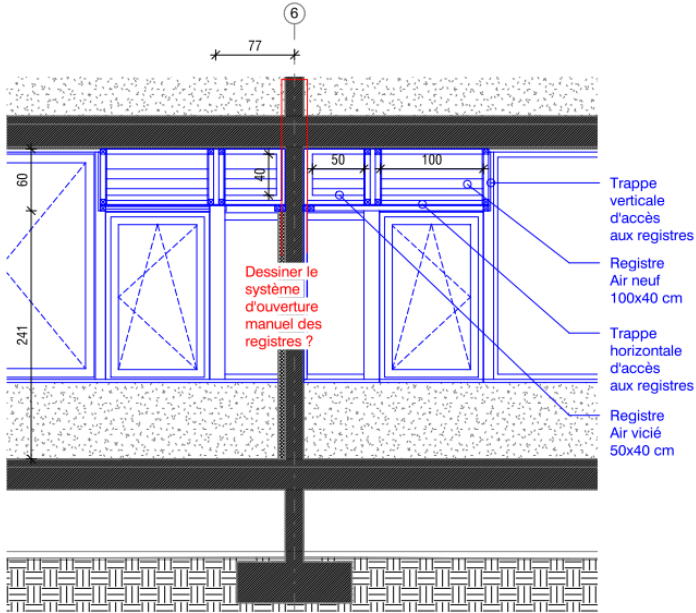 6
77
60
40
50
100
241
Dessiner le
système
d'ouverture
manuel des
registres ?
Trappe
verticale
d'accès
aux registres
Registre
Air neuf
100x40 cm
Trappe
horizontale
d'accès
aux registres
Registre
Air vicié
50x40 cm